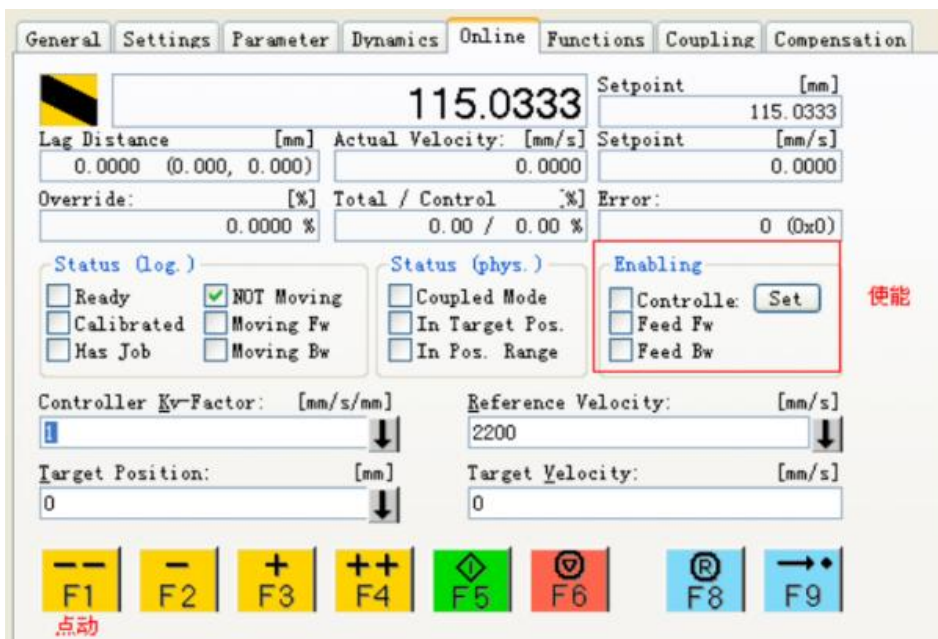 General Settings Parameter Dynamics Online Functions Coupling Compensation
115.0333
Setpoint [mm]
115.0333
Lag Distance [mm] Actual Velocity: [mm/s] Setpoint [mm/s]
0.0000 (0.000, 0.000) 0.0000 0.0000
Override: [%] Total / Control [%] Error:
0.0000 % 0.00 / 0.00 % 0 (0x0)
Status (log.) Status (phys.) Enabling
Ready NOT Moving Coupled Mode Controlle: Set 使能
Calibrated Moving Fw In Target Pos. Feed Fw
Has Job Moving Bw In Pos. Range Feed Bw
Controller Kv-Factor: [mm/s/mm] Reference Velocity: [mm/s]
1 2200
Target Position: [mm] Target Velocity: [mm/s]
0 0
-- - + ++ R
F1 F2 F3 F4 F5 F6 F8 F9
点动